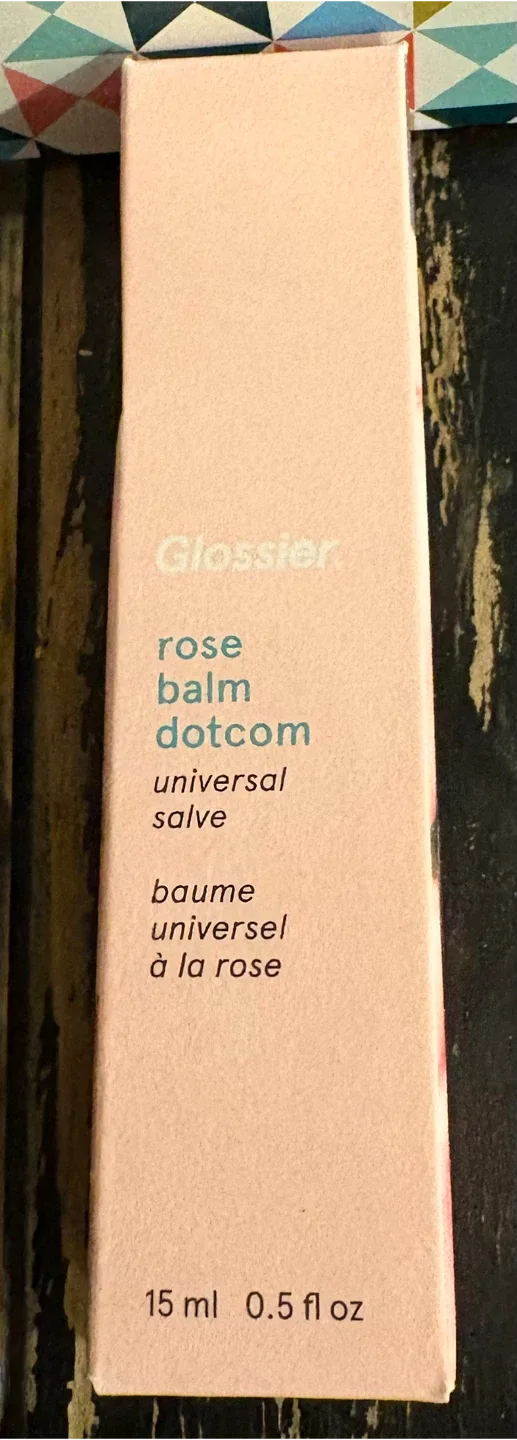 Glossier.
rose
balm
dotcom
universal
salve
baume
universel
à la rose
15 ml 0.5 fl oz